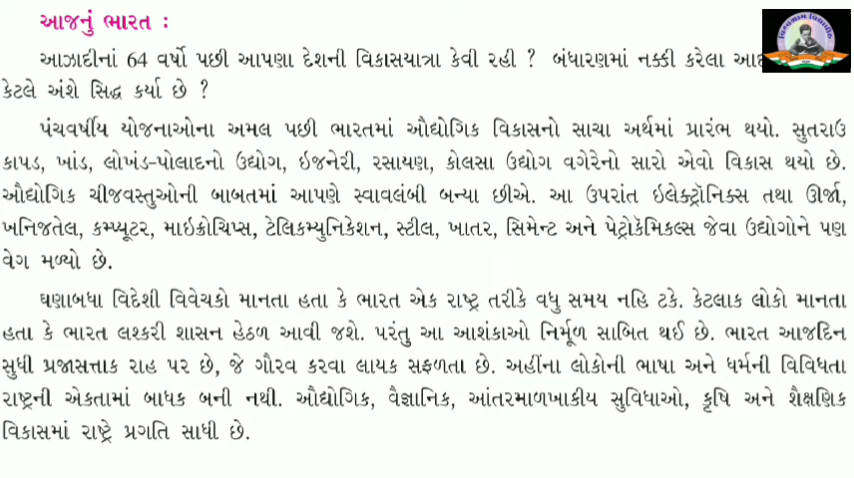 આજનું ભારત :
આઝાદીનાં 64 વર્ષો પછી આપણા દેશની વિકાસયાત્રા કેવી રહી ? બંધારણમાં નક્કી કરેલા
કેટલે અંશે સિદ્ધ કર્યા છે ?
પંચવર્ષીય યોજનાઓના અમલ પછી ભારતમાં ઔદ્યોગિક વિકાસનો સાચા અર્થમાં પ્રારંભ થયો. સુતરાઉ
કાપડ, ખાંડ, લોખંડ-પોલાદનો ઉદ્યોગ, ઇજનેરી, રસાયણ, કોલસા ઉદ્યોગ વગેરેનો સારો એવો વિકાસ થયો છે.
ઔદ્યોગિક ચીજવસ્તુઓની બાબતમાં આપણે સ્વાવલંબી બન્યા છીએ. આ ઉપરાંત ઇલેક્ટ્રૉનિક્સ તથા ઊર્જા,
ખનિજતેલ, કમ્પ્યૂટર, માઇક્રોચિપ્સ, ટેલિકમ્યુનિકેશન, સ્ટીલ, ખાતર, સિમેન્ટ અને પેટ્રોકૅમિકલ્સ જેવા ઉદ્યોગોને પણ
વેગ મળ્યો છે.
ઘણાબધા વિદેશી વિવેચકો માનતા હતા કે ભારત એક રાષ્ટ્ર તરીકે વધુ સમય નહિ ટકે. કેટલાક લોકો માનતા
હતા કે ભારત લશ્કરી શાસન હેઠળ આવી જશે. પરંતુ આ આશંકાઓ નિર્મૂળ સાબિત થઈ છે. ભારત આજદિન
સુધી પ્રજાસત્તાક રાહ પર છે, જે ગૌરવ કરવા લાયક સફળતા છે. અહીંના લોકોની ભાષા અને ધર્મની વિવિધતા
રાષ્ટ્રની એકતામાં બાધક બની નથી. ઔદ્યોગિક, વૈજ્ઞાનિક, આંતરમાળખાકીય સુવિધાઓ, કૃષિ અને શૈક્ષણિક
વિકાસમાં રાષ્ટ્રે પ્રગતિ સાધી છે.